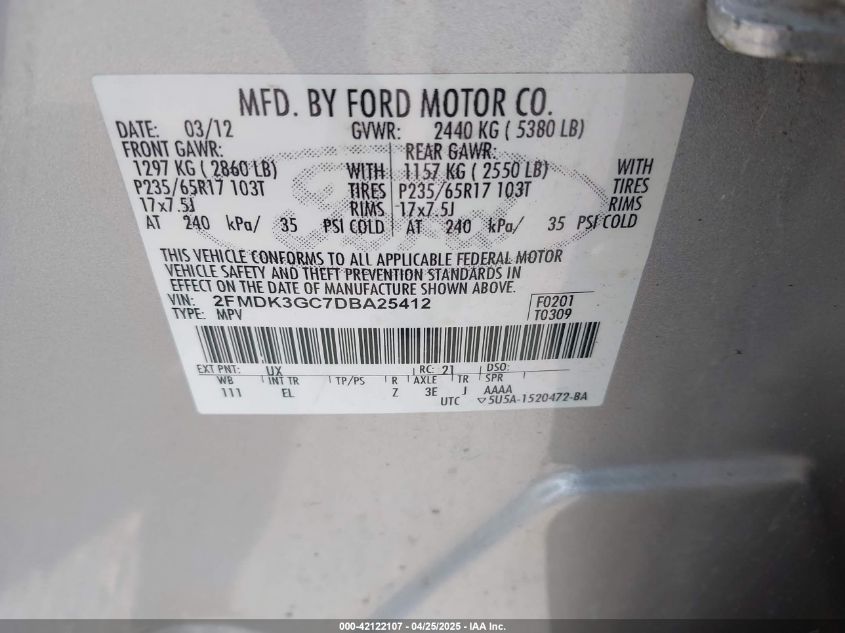 MFD. BY FORD MOTOR CO.
DATE: 03/12 GVWR: 2440 KG ( 5380 LB)
FRONT GAWR: REAR GAWR:
1297 KG ( 2860 LB) WITH 1157 KG ( 2550 LB) WITH
P235/65R17 103T TIRES P235/65R17 103T TIRES
17x7.5J RIMS 17x7.5J RIMS
AT 240 kPa/ 35 PSI COLD AT 240 kPa/ 35 PSI COLD
THIS VEHICLE CONFORMS TO ALL APPLICABLE FEDERAL MOTOR
VEHICLE SAFETY AND THEFT PREVENTION STANDARDS IN
EFFECT ON THE DATE OF MANUFACTURE SHOWN ABOVE.
VIN: 2FMDK3GC7DBA25412 F0201
TYPE: MPV T0309
EXT PNT: UX RC: 21 DSO:
WB INT TR TP/PS R AXLE TR SPR
111 EL Z 3E J AAAA
UTC ▽5U5A-1520472-BA
000-42122107 - 04/25/2025 - IAA Inc.